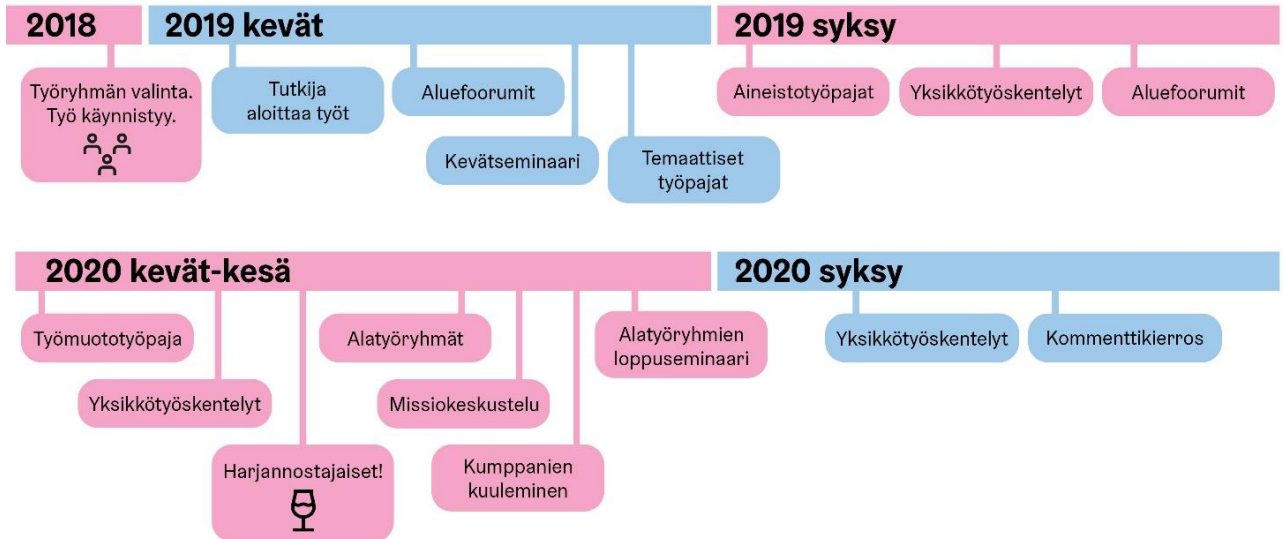 2018
Työryhmän valinta.
Työ käynnistyy.
2019 kevät
Tutkija
aloittaa työt
Aluefoorumit
Kevätseminaari
Temaattiset
työpajat
2019 syksy
Aineistotyöpajat
Yksikkötyöskentelyt
Aluefoorumit
2020 kevät-kesä
Työmuototyöpaja
Yksikkötyöskentelyt
Harjannostajaiset!
Alatyöryhmät
Missiokeskustelu
Kumppanien
kuuleminen
Alatyöryhmien
loppuseminaari
2020 syksy
Yksikkötyöskentelyt
Kommenttikierros